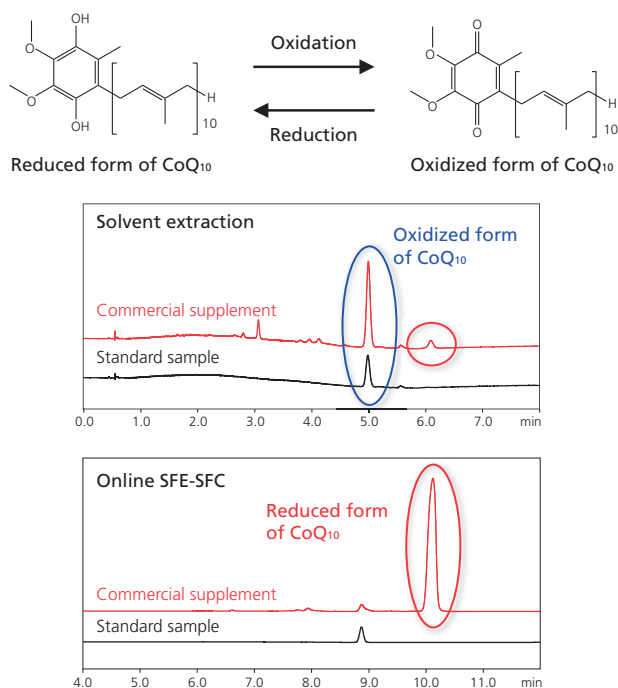 OH
O
O
OH
H
10
Oxidation
Reduction
O
O
O
O
H
10
Reduced form of CoQ₁₀
Oxidized form of CoQ₁₀
Solvent extraction
Oxidized form
of CoQ₁₀
Commercial supplement
Standard sample
0.0 1.0 2.0 3.0 4.0 5.0 6.0 7.0 min
Online SFE-SFC
Reduced form
of CoQ₁₀
Commercial supplement
Standard sample
4.0 5.0 6.0 7.0 8.0 9.0 10.0 11.0 min